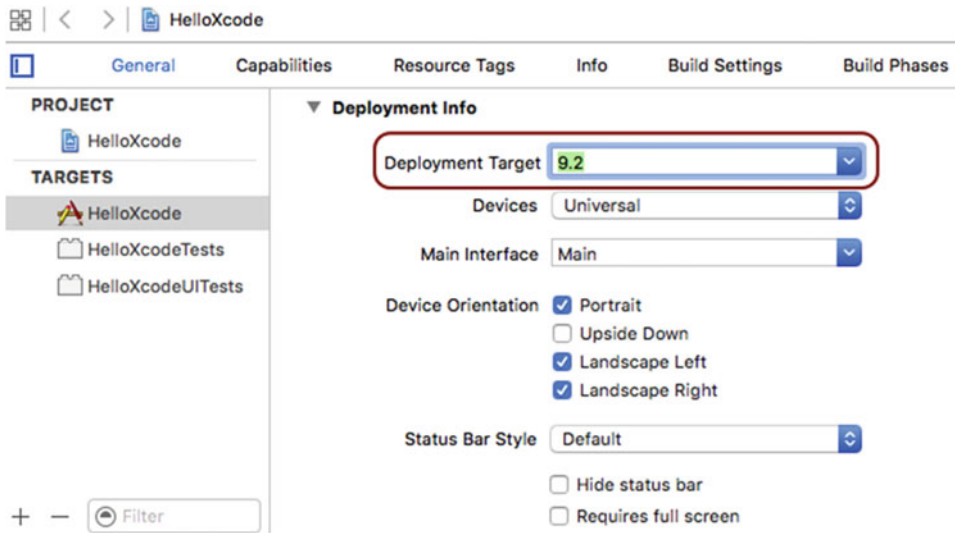 HelloXcode
General Capabilities Resource Tags Info Build Settings Build Phases
PROJECT
HelloXcode
TARGETS
HelloXcode
HelloXcodeTests
HelloXcodeUITests
Filter
Deployment Info
Deployment Target 9.2
Devices Universal
Main Interface Main
Device Orientation Portrait
Upside Down
Landscape Left
Landscape Right
Status Bar Style Default
Hide status bar
Requires full screen